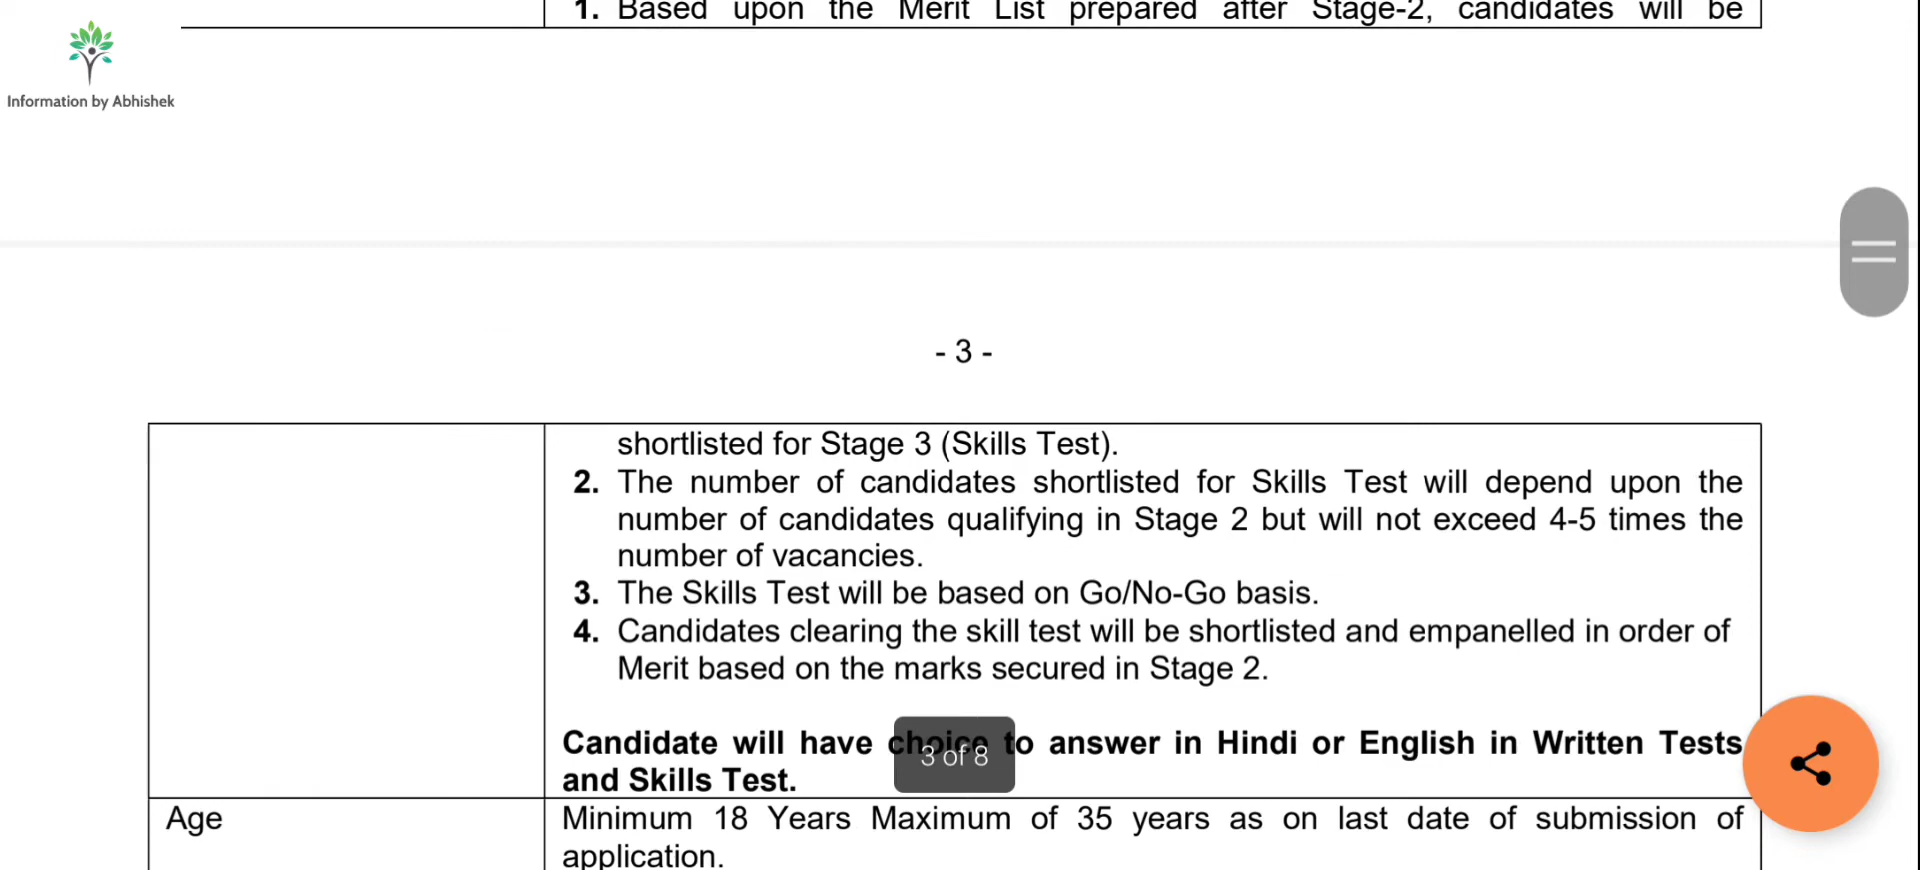 1. Based upon the Merit List prepared after Stage-2, candidates will be
Information by Abhishek
- 3 -
shortlisted for Stage 3 (Skills Test).
2. The number of candidates shortlisted for Skills Test will depend upon the
number of candidates qualifying in Stage 2 but will not exceed 4-5 times the
number of vacancies.
3. The Skills Test will be based on Go/No-Go basis.
4. Candidates clearing the skill test will be shortlisted and empanelled in order of
Merit based on the marks secured in Stage 2.
Candidate will have choice to answer in Hindi or English in Written Tests
3 of 8
and Skills Test.
Age
Minimum 18 Years Maximum of 35 years as on last date of submission of
application.